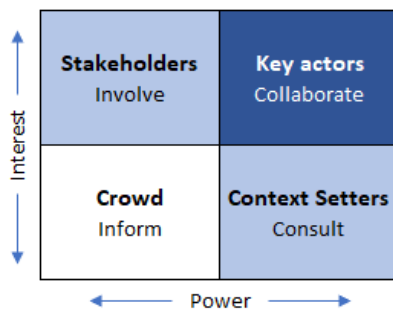 Stakeholders
Involve
Key actors
Collaborate
Interest
Crowd
Inform
Context Setters
Consult
Power